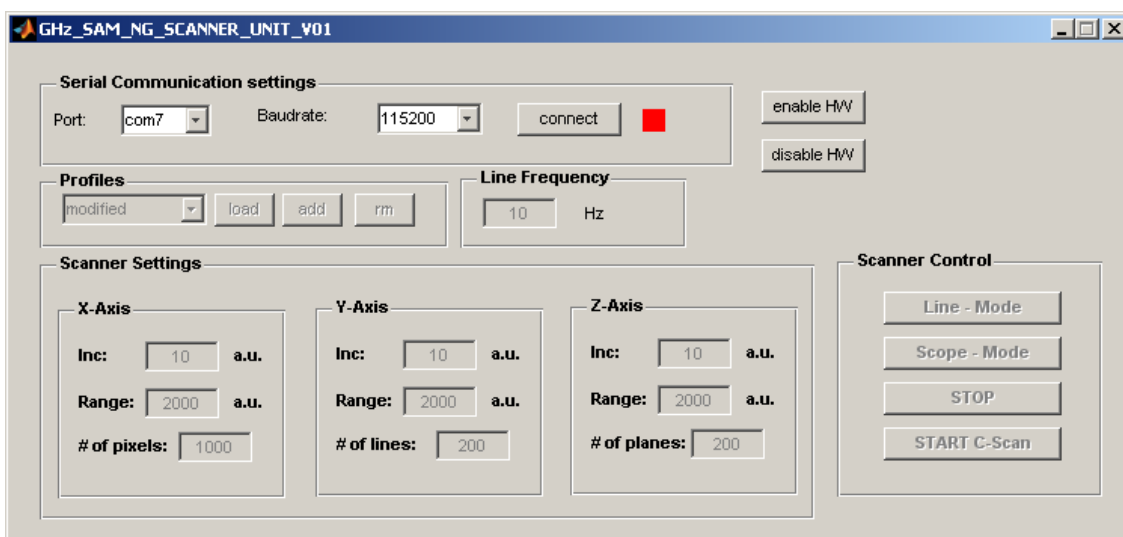 GHz_SAM_NG_SCANNER_UNIT_V01
Serial Communication settings
Port: com7 Baudrate: 115200 connect
enable HW
disable HW
Profiles
modified load add rm
Line Frequency
10 Hz
Scanner Settings
X-Axis
Inc: 10 a.u.
Range: 2000 a.u.
# of pixels: 1000
Y-Axis
Inc: 10 a.u.
Range: 2000 a.u.
# of lines: 200
Z-Axis
Inc: 10 a.u.
Range: 2000 a.u.
# of planes: 200
Scanner Control
Line - Mode
Scope - Mode
STOP
START C-Scan